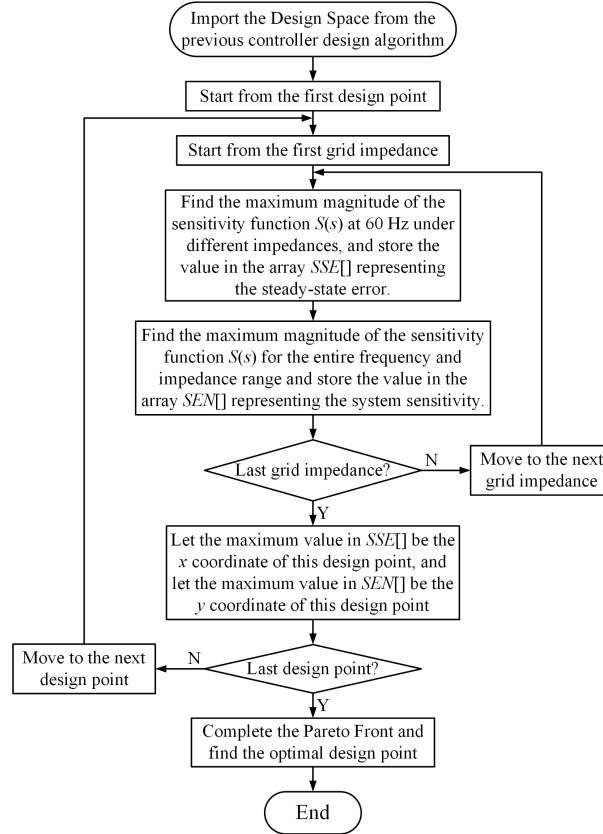 Import the Design Space from the
previous controller design algorithm
Start from the first design point
Start from the first grid impedance
Find the maximum magnitude of the
sensitivity function S(s) at 60 Hz under
different impedances, and store the
value in the array SSE[] representing
the steady-state error.
Find the maximum magnitude of the sensitivity
function S(s) for the entire frequency and
impedance range and store the value in the
array SEN[] representing the system sensitivity.
Last grid impedance?
N
Move to the next
grid impedance
Y
Let the maximum value in SSE[] be the
x coordinate of this design point, and
let the maximum value in SEN[] be the
y coordinate of this design point
Last design point?
N
Move to the next
design point
Y
Complete the Pareto Front and
find the optimal design point
End